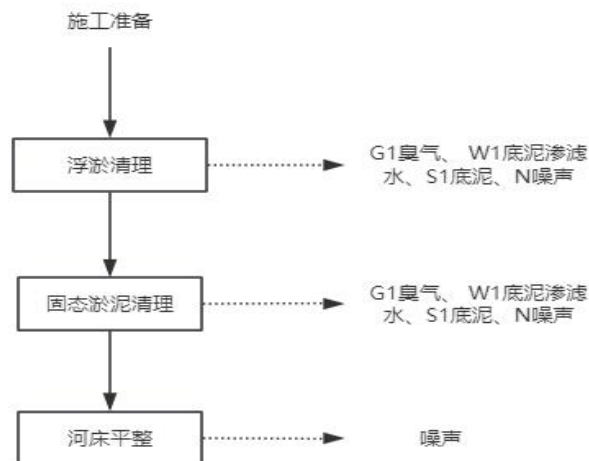 施工准备
浮淤清理
G1臭气、 W1底泥渗滤
水、S1底泥、N噪声
固态淤泥清理
G1臭气、 W1底泥渗滤
水、S1底泥、N噪声
河床平整
噪声